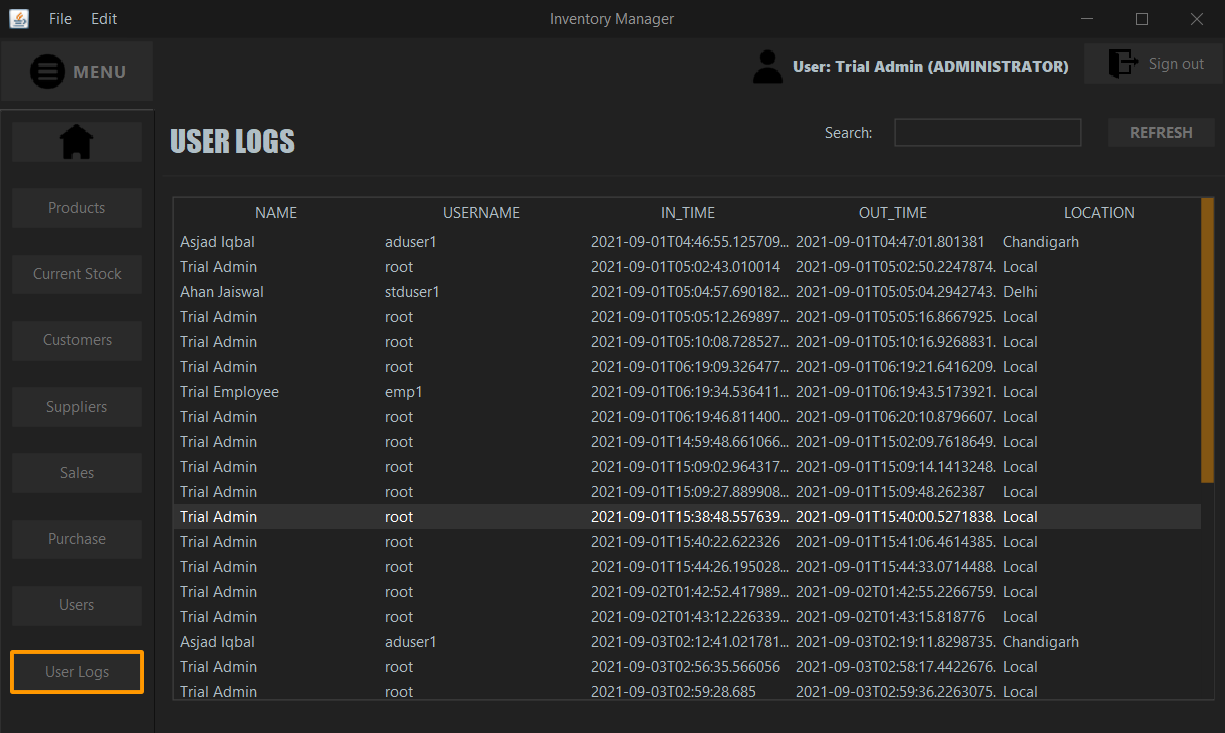 File Edit Inventory Manager
MENU User: Trial Admin (ADMINISTRATOR) Sign out
USER LOGS Search: REFRESH
Products
Current Stock
Customers
Suppliers
Sales
Purchase
Users
User Logs
NAME USERNAME IN_TIME OUT_TIME LOCATION
Asjad Iqbal aduser1 2021-09-01T04:46:55.125709... 2021-09-01T04:47:01.801381 Chandigarh
Trial Admin root 2021-09-01T05:02:43.010014 2021-09-01T05:02:50.2247874. Local
Ahan Jaiswal stduser1 2021-09-01T05:04:57.690182... 2021-09-01T05:05:04.2942743. Delhi
Trial Admin root 2021-09-01T05:05:12.269897... 2021-09-01T05:05:16.8667925. Local
Trial Admin root 2021-09-01T05:10:08.728527... 2021-09-01T05:10:16.9268831. Local
Trial Admin root 2021-09-01T06:19:09.326477... 2021-09-01T06:19:21.6416209. Local
Trial Employee emp1 2021-09-01T06:19:34.536411... 2021-09-01T06:19:43.5173921. Local
Trial Admin root 2021-09-01T06:19:46.811400... 2021-09-01T06:20:10.8796607. Local
Trial Admin root 2021-09-01T14:59:48.661066... 2021-09-01T15:02:09.7618649. Local
Trial Admin root 2021-09-01T15:09:02.964317... 2021-09-01T15:09:14.1413248. Local
Trial Admin root 2021-09-01T15:09:27.889908... 2021-09-01T15:09:48.262387 Local
Trial Admin root 2021-09-01T15:38:48.557639... 2021-09-01T15:40:00.5271838. Local
Trial Admin root 2021-09-01T15:40:22.622326 2021-09-01T15:41:06.4614385. Local
Trial Admin root 2021-09-01T15:44:26.195028... 2021-09-01T15:44:33.0714488. Local
Trial Admin root 2021-09-02T01:42:52.417989... 2021-09-02T01:42:55.2266759. Local
Trial Admin root 2021-09-02T01:43:12.226339... 2021-09-02T01:43:15.818776 Local
Asjad Iqbal aduser1 2021-09-03T02:12:41.021781... 2021-09-03T02:19:11.8298735. Chandigarh
Trial Admin root 2021-09-03T02:56:35.566056 2021-09-03T02:58:17.4422676. Local
Trial Admin root 2021-09-03T02:59:28.685 2021-09-03T02:59:36.2263075. Local